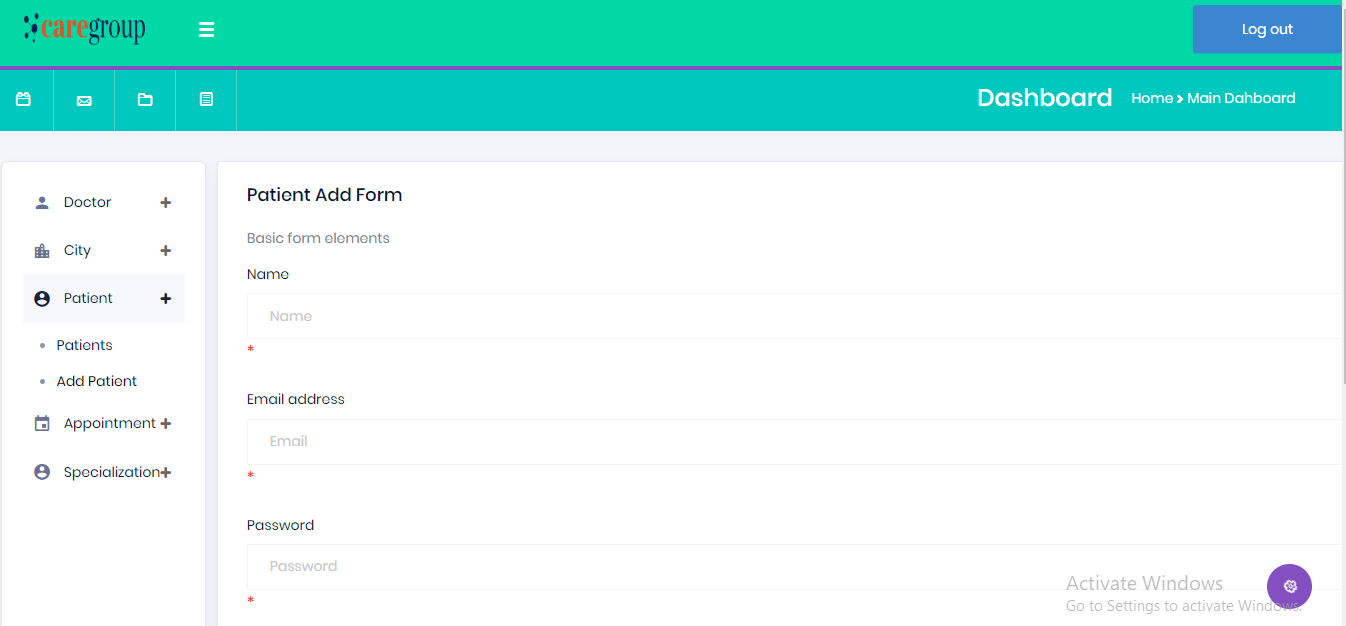 caregroup
Log out
Dashboard Home > Main Dahboard
Doctor +
City +
Patient +
Patients
Add Patient
Appointment +
Specialization+
Patient Add Form
Basic form elements
Name
Name
*
Email address
Email
*
Password
Password
*
Activate Windows
Go to Settings to activate Windows.